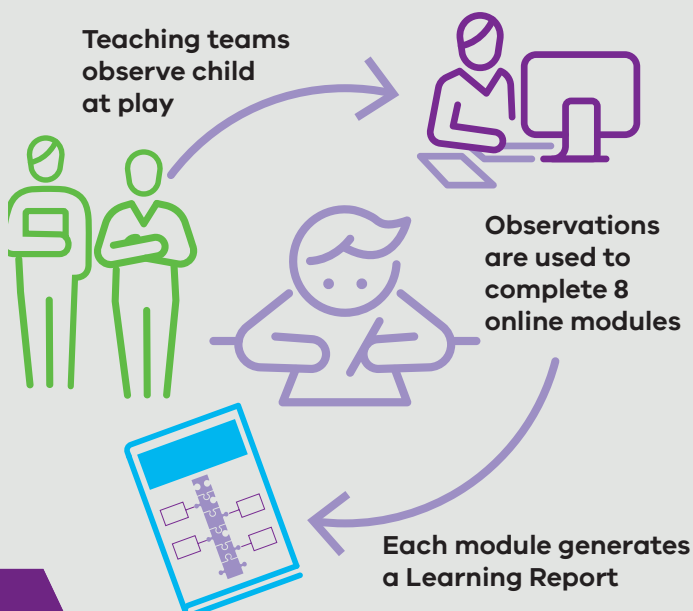 Teaching teams
observe child
at play
Observations
are used to
complete 8
online modules
Each module generates
a Learning Report